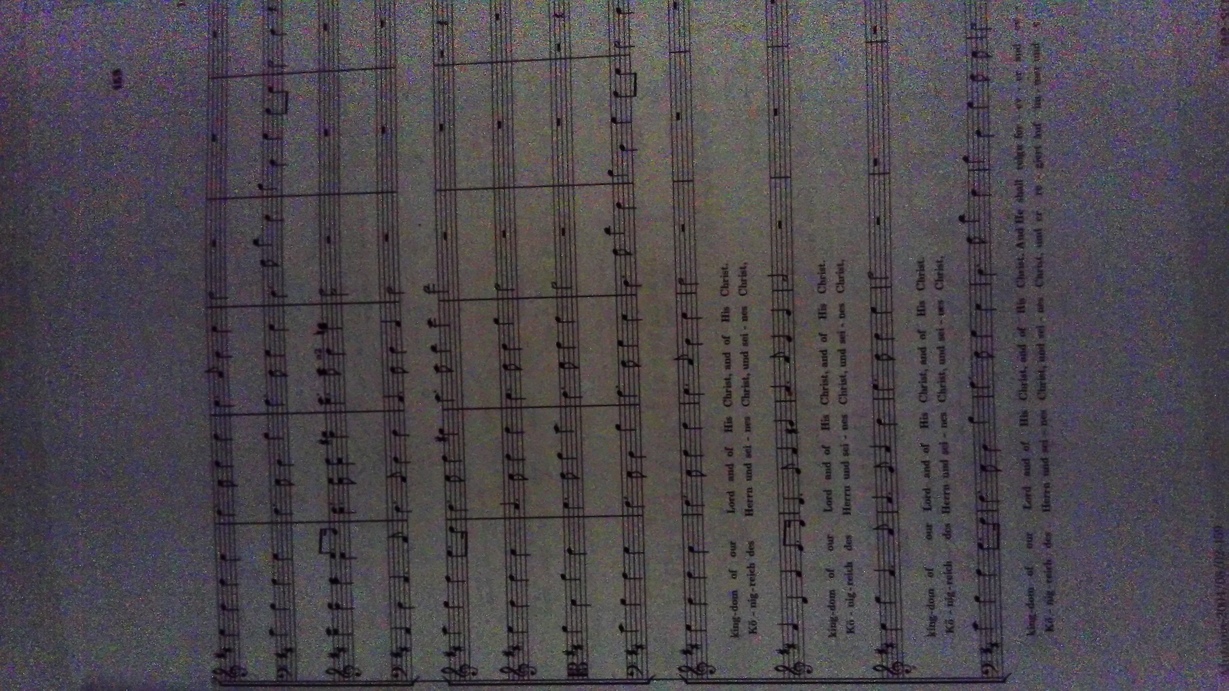 king-dom of our Lord and of His Christ, and of His Christ.
Kö - nig-reich des Herrn und sei - nes Christ, und sei - nes Christ,
king-dom of our Lord and of His Christ, and of His Christ.
Kö - nig-reich des Herrn und sei - nes Christ, und sei - nes Christ,
king-dom of our Lord and of His Christ, and of His Christ.
Kö - nig-reich des Herrn und sei - nes Christ, und sei - nes Christ,
king-dom of our Lord and of His Christ, and of His Christ. And He shall reign for - ev - er and
Kö - nig-reich des Herrn und sei - nes Christ, und sei - nes Christ, und er re - giert auf im - mer und